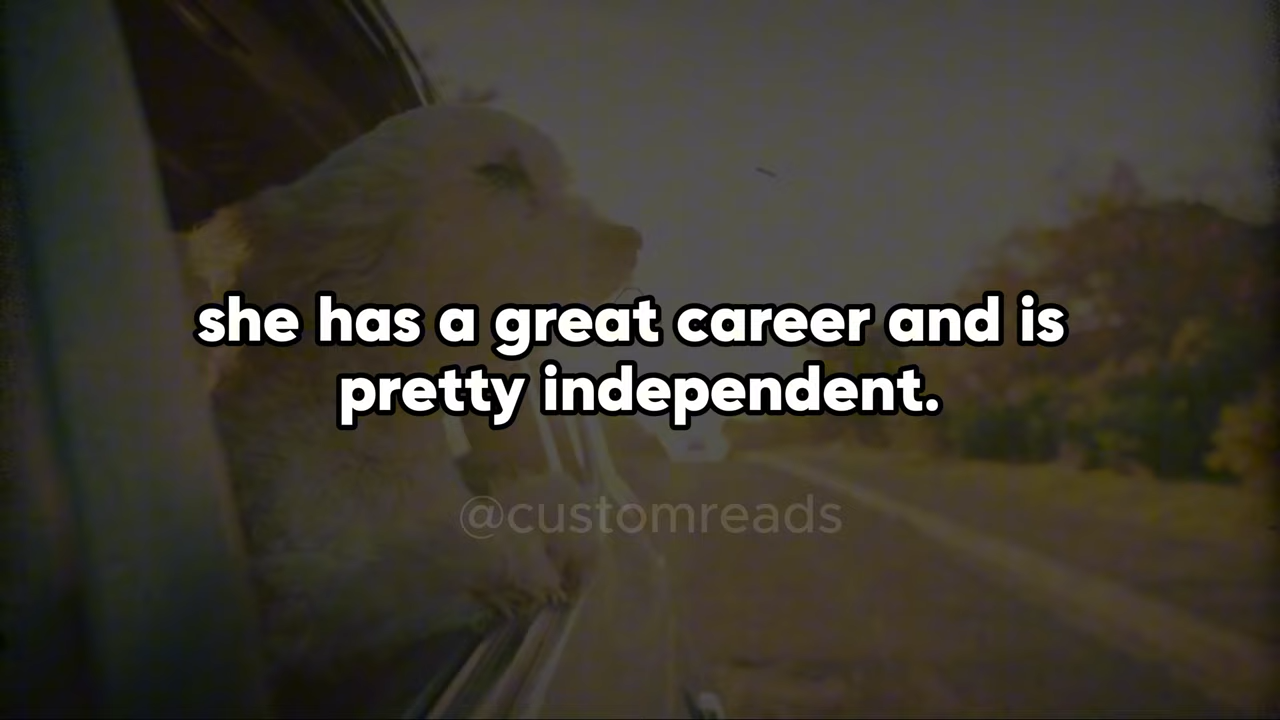 she has a great career and is
pretty independent.
@customreads